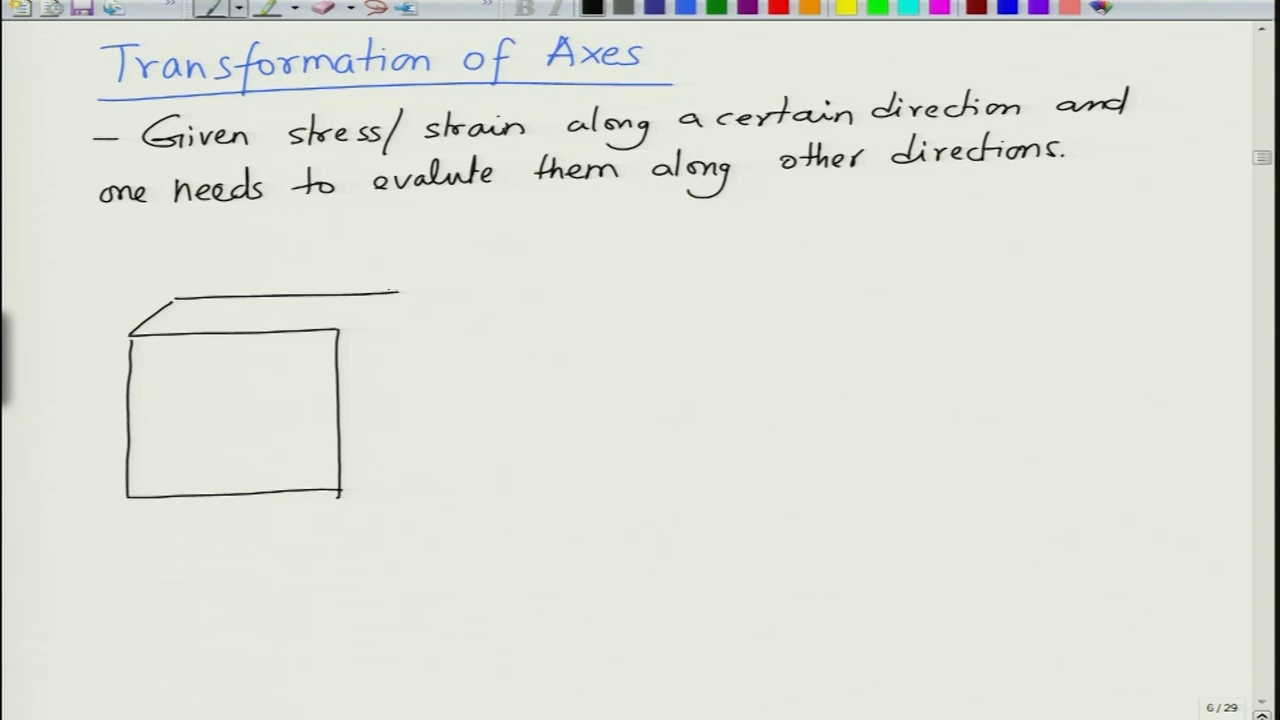 Transformation of Axes
- Given stress/ strain along a certain direction and
one needs to evalute them along other directions.
6 / 29